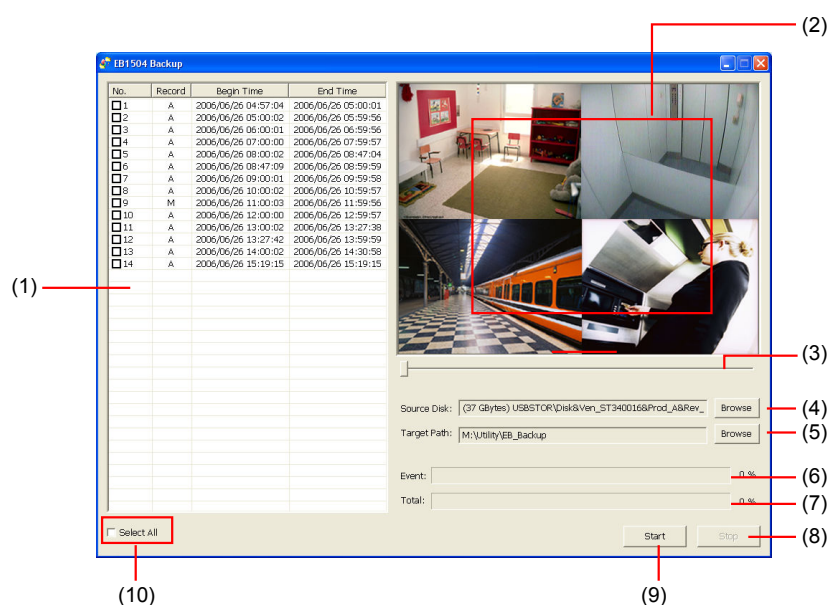 (2)
EB1504 Backup
No. Record Begin Time End Time
1 A 2006/06/26 04:57:04 2006/06/26 05:00:01
2 A 2006/06/26 05:00:02 2006/06/26 05:59:56
3 A 2006/06/26 06:00:01 2006/06/26 06:59:56
4 A 2006/06/26 07:00:00 2006/06/26 07:59:57
5 A 2006/06/26 08:00:02 2006/06/26 08:47:04
6 A 2006/06/26 08:47:09 2006/06/26 08:59:59
7 A 2006/06/26 09:00:01 2006/06/26 09:59:58
8 A 2006/06/26 10:00:02 2006/06/26 10:59:57
9 M 2006/06/26 11:00:03 2006/06/26 11:59:56
10 A 2006/06/26 12:00:00 2006/06/26 12:59:57
11 A 2006/06/26 13:00:02 2006/06/26 13:27:38
12 A 2006/06/26 13:27:42 2006/06/26 13:59:59
13 A 2006/06/26 14:00:02 2006/06/26 14:30:58
14 A 2006/06/26 15:19:15 2006/06/26 15:19:15
(1)
(3)
Source Disk: (37 GBytes) USBSTOR\Disk&Ven_ST340016&Prod_A&Rev_ Browse (4)
Target Path: M:\Utility\EB_Backup Browse (5)
Event: 0 % (6)
Total: 0 % (7)
Select All Start Stop (8)
(10) (9)